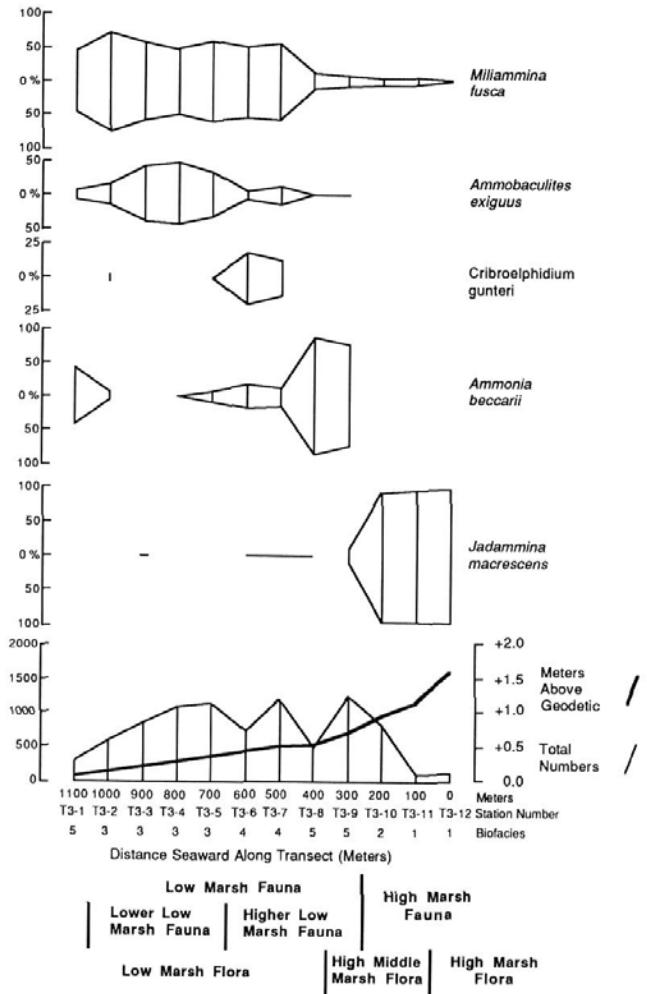 100
50
0 %
50
100
Miliammina
fusca
50
0 %
50
Ammobaculites
exiguus
25
0 %
25
Cribroelphidium
gunteri
100
50
0 %
50
100
Ammonia
beccarii
100
50
0 %
50
100
Jadammina
macrescens
2000
1500
1000
500
0
+2.0
+1.5
+1.0
+0.5
0.0
Meters
Above
Geodetic
Total
Numbers
1100 1000 900 800 700 600 500 400 300 200 100 0 Meters
T3-1 T3-2 T3-3 T3-4 T3-5 T3-6 T3-7 T3-8 T3-9 T3-10 T3-11 T3-12 Station Number
5 3 3 3 3 4 4 5 5 2 1 1 Biofacies
Distance Seaward Along Transect (Meters)
Low Marsh Fauna
High Marsh
Fauna
Lower Low
Marsh Fauna
Higher Low
Marsh Fauna
Low Marsh Flora
High Middle
Marsh Flora
High Marsh
Flora